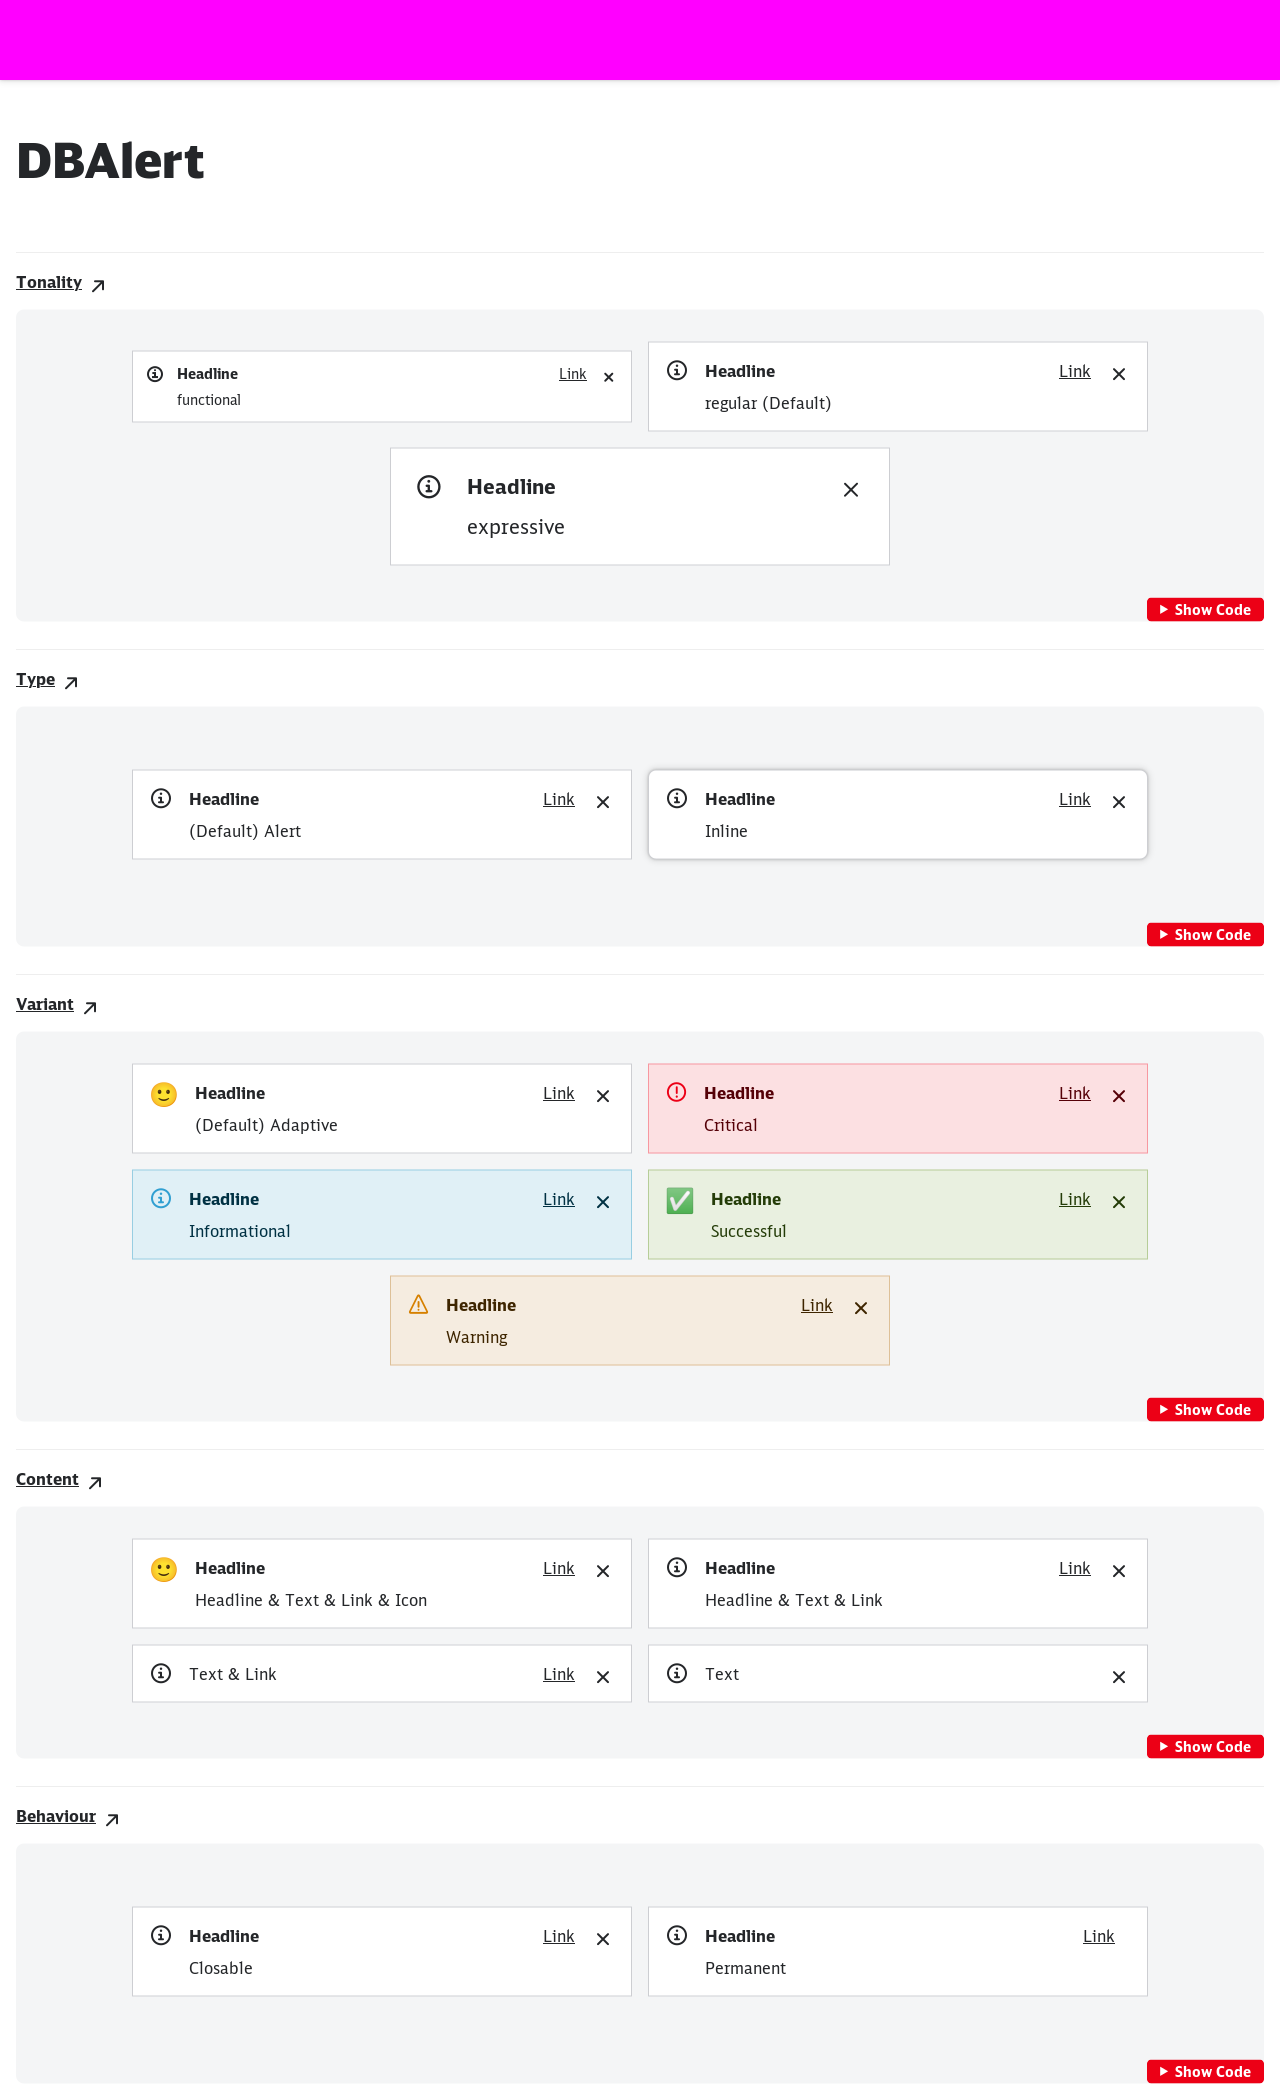 DBAlert
Tonality
Headline Link
functional
Headline Link
regular (Default)
Headline
expressive
Show Code
Type
Headline Link
(Default) Alert
Headline Link
Inline
Show Code
Variant
Headline Link
(Default) Adaptive
Headline Link
Critical
Headline Link
Informational
Headline Link
Successful
Headline Link
Warning
Show Code
Content
Headline Link
Headline & Text & Link & Icon
Headline Link
Headline & Text & Link
Text & Link Link
Text
Show Code
Behaviour
Headline Link
Closable
Headline Link
Permanent
Show Code